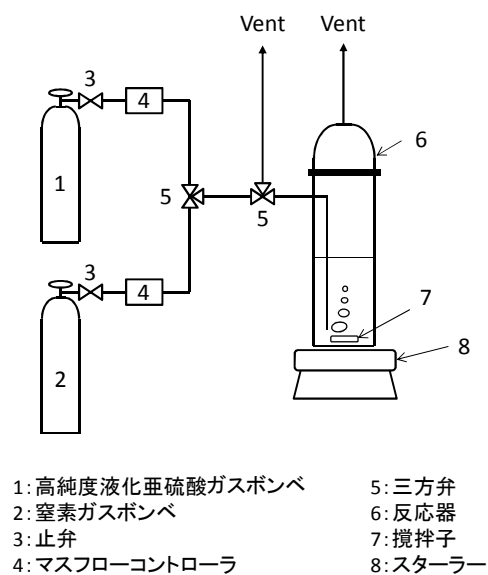 Vent
Vent
3
4
1
5
5
6
3
4
2
7
8
1:高純度液化亜硫酸ガスボンベ
2:窒素ガスボンベ
3:止弁
4:マスフローコントローラ
5:三方弁
6:反応器
7:撹拌子
8:スターラー